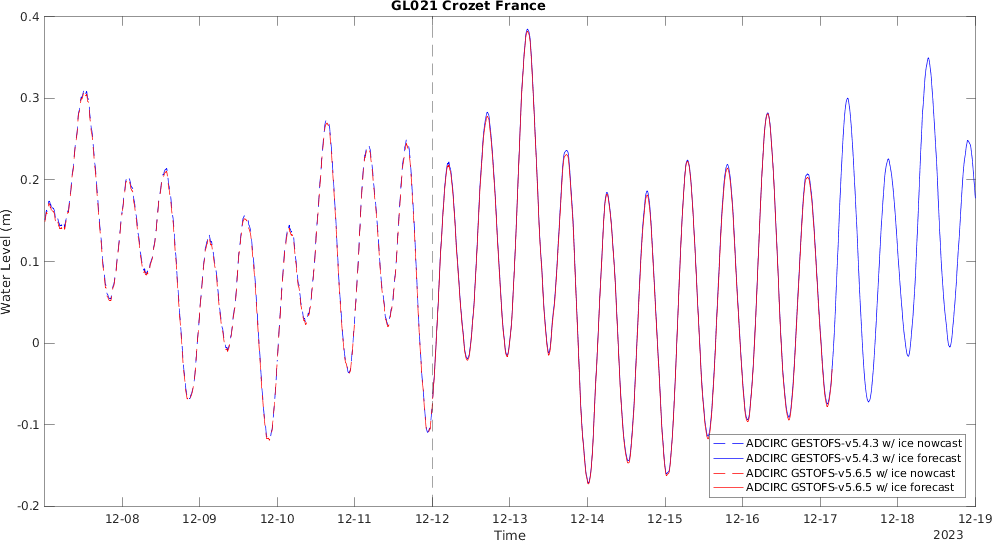 GL021 Crozet France
Water Level (m)
0.4
0.3
0.2
0.1
0
-0.1
-0.2
ADCIRC GESTOFS-v5.4.3 w/ ice nowcast
ADCIRC GESTOFS-v5.4.3 w/ ice forecast
ADCIRC GSTOFS-v5.6.5 w/ ice nowcast
ADCIRC GSTOFS-v5.6.5 w/ ice forecast
12-08 12-09 12-10 12-11 12-12 12-13 12-14 12-15 12-16 12-17 12-18 12-19
Time
2023